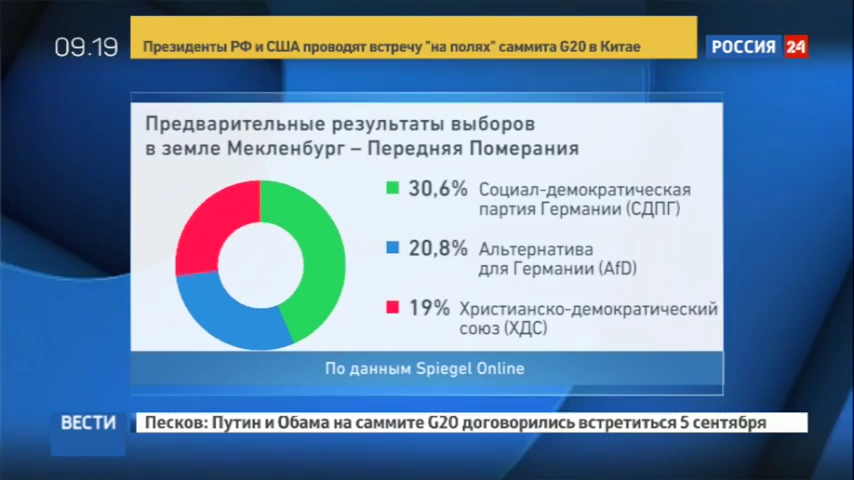 09.19
Президенты РФ и США проводят встречу "на полях" саммита G20 в Китае
РОССИЯ 24
Предварительные результаты выборов
в земле Мекленбург – Передняя Померания
30,6% Социал-демократическая
партия Германии (СДПГ)
20,8% Альтернатива
для Германии (AfD)
19% Христианско-демократический
союз (ХДС)
По данным Spiegel Online
ВЕСТИ
Песков: Путин и Обама на саммите G20 договорились встретиться 5 сентября